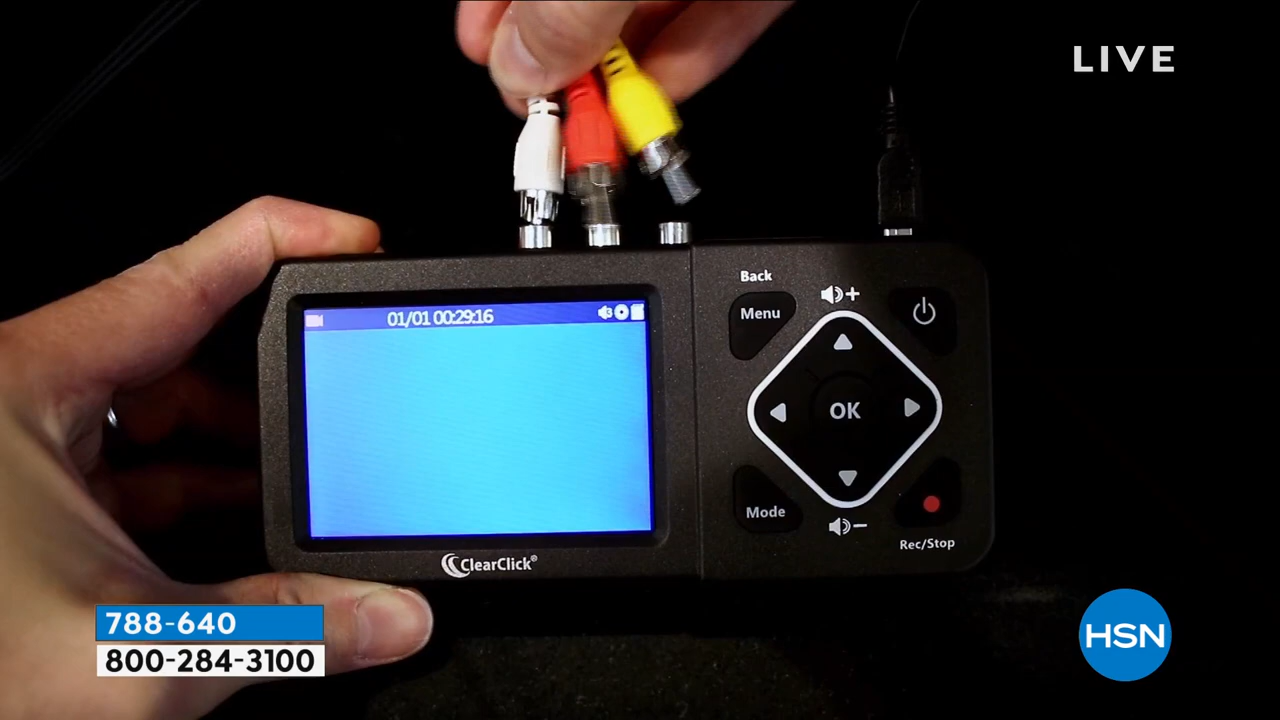 LIVE
Back
Menu
+
01/01 00:29:16
3
OK
Mode
ClearClick®
Rec/Stop
788-640
800-284-3100
HSN